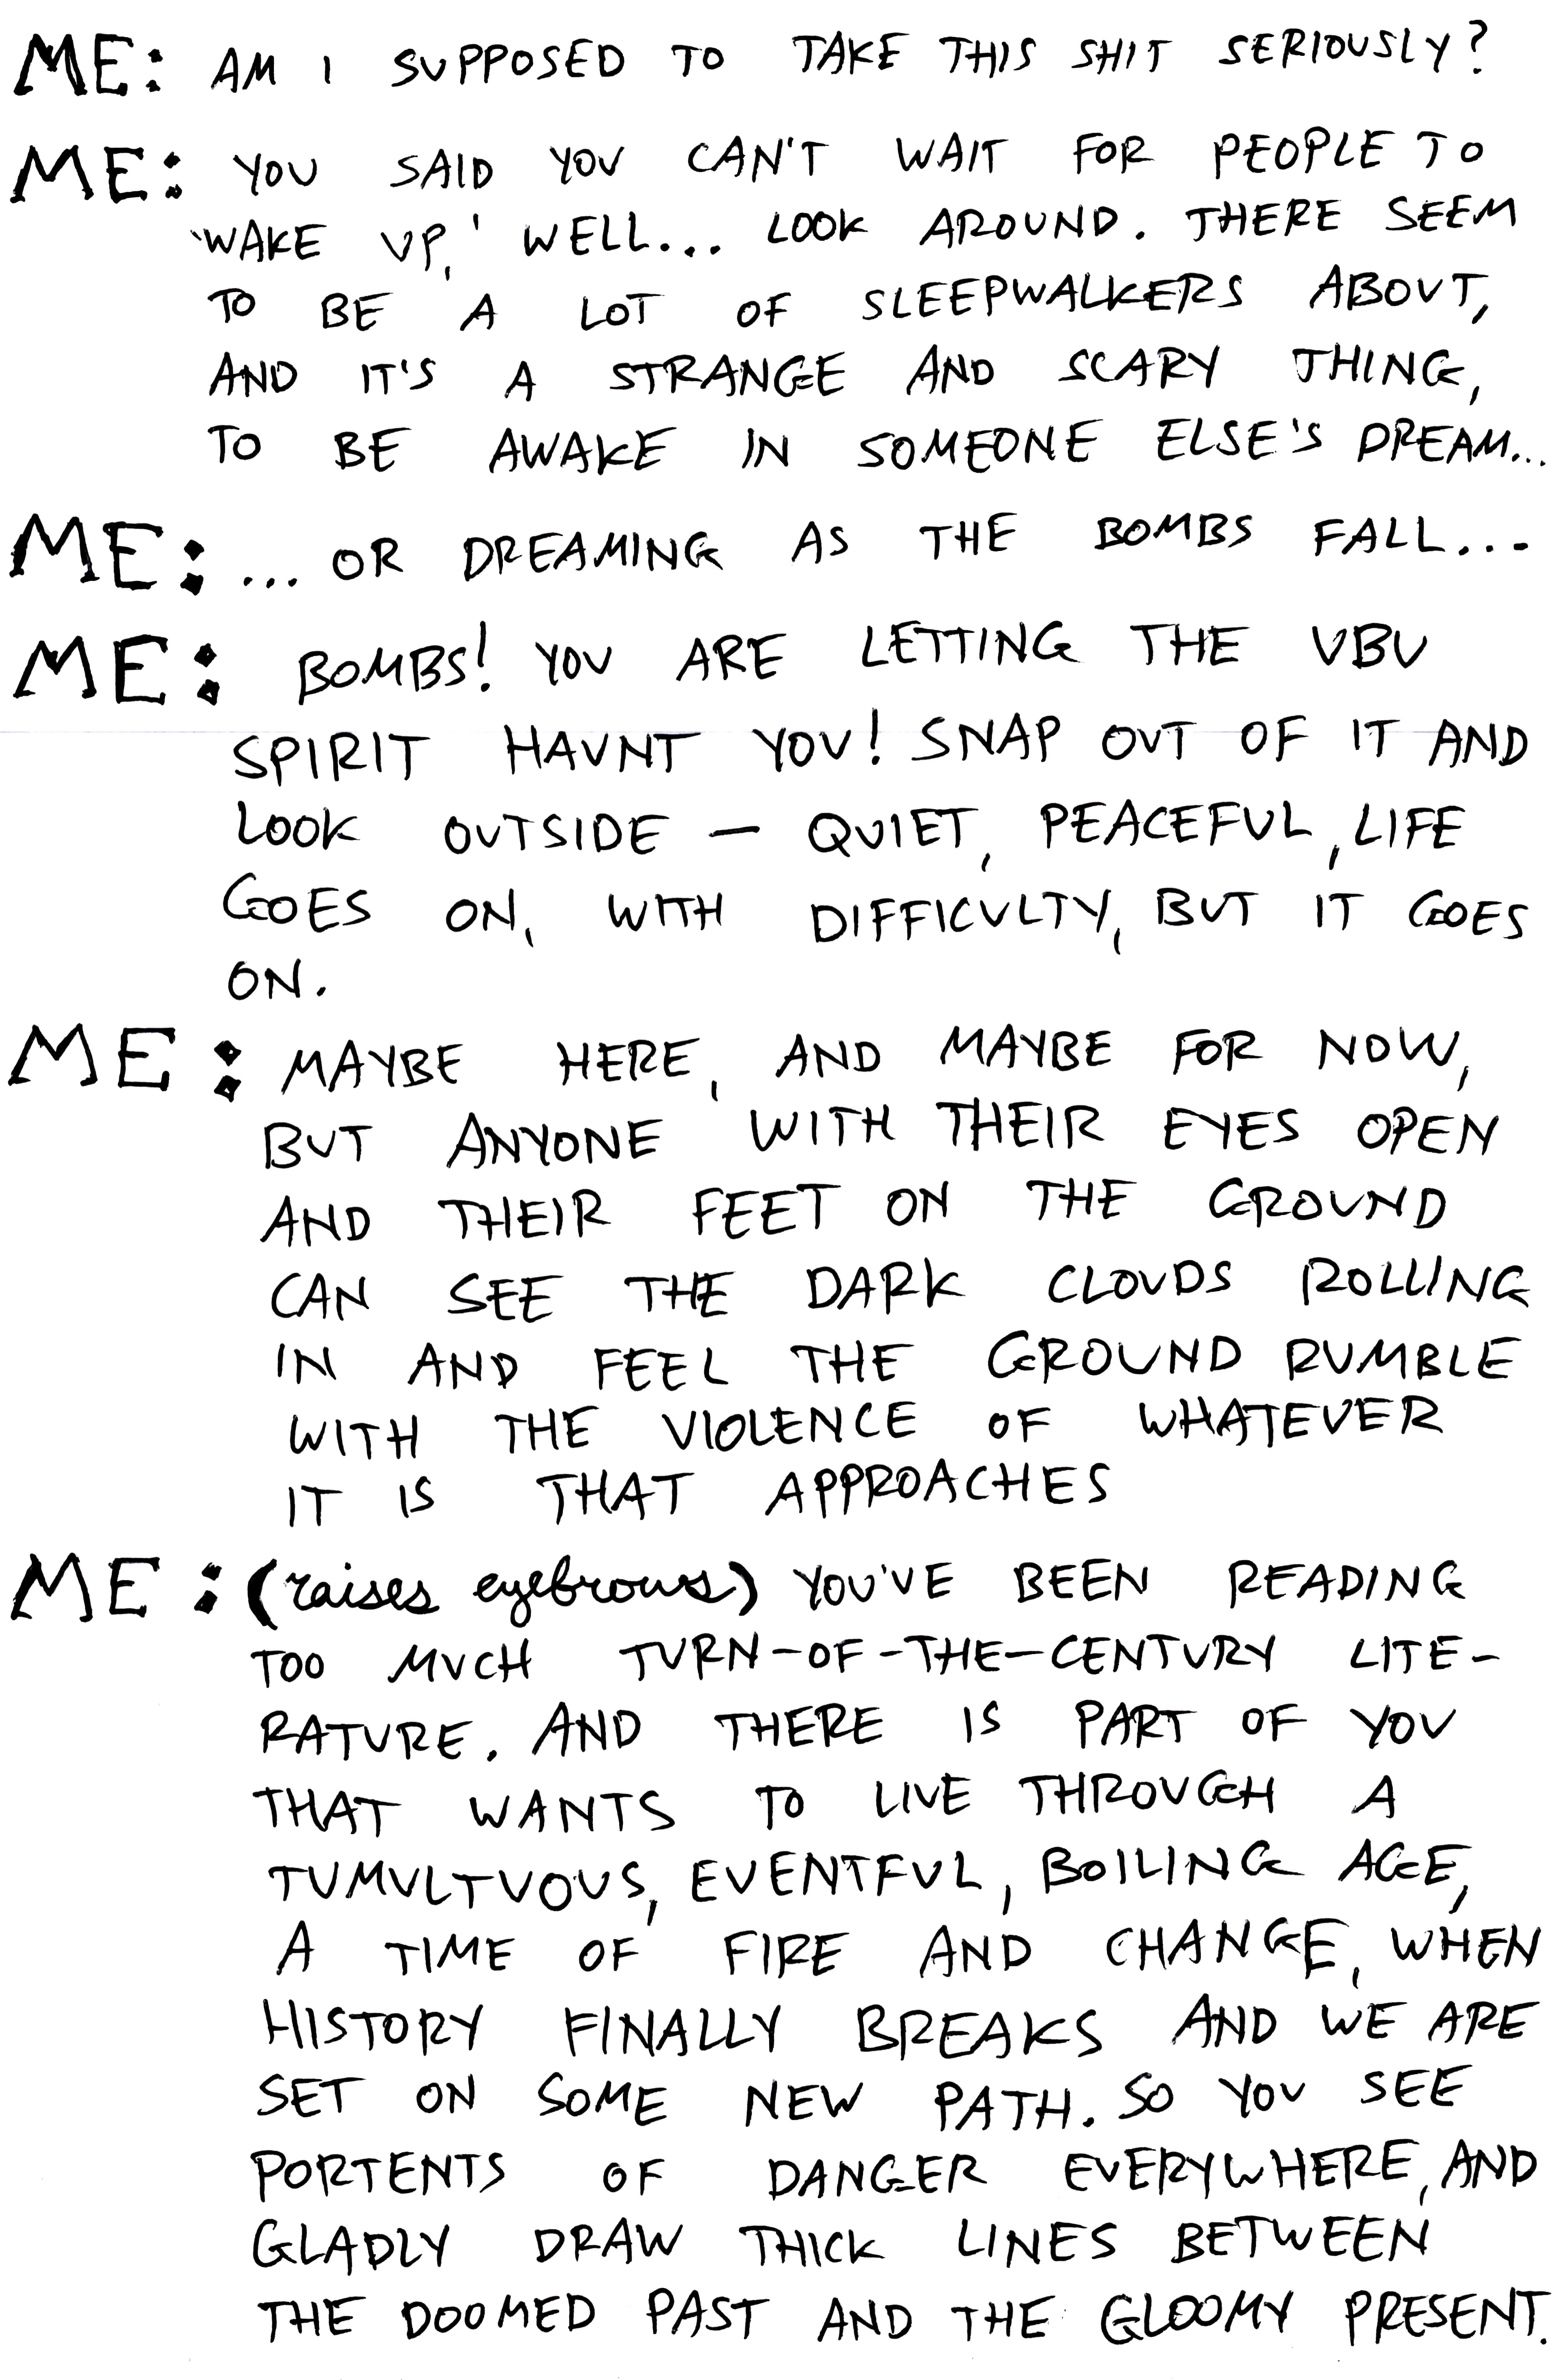 ME: AM I SUPPOSED TO TAKE THIS SHIT SERIOUSLY?
ME: YOU SAID YOU CAN'T WAIT FOR PEOPLE TO
'WAKE UP,' WELL... LOOK AROUND. THERE SEEM
TO BE A LOT OF SLEEPWALKERS ABOUT,
AND IT'S A STRANGE AND SCARY THING,
TO BE AWAKE IN SOMEONE ELSE'S DREAM...
ME: ... OR DREAMING AS THE BOMBS FALL...
ME: BOMBS! YOU ARE LETTING THE VBV
SPIRIT HAUNT YOU! SNAP OUT OF IT AND
LOOK OUTSIDE — QUIET, PEACEFUL, LIFE
GOES ON, WITH DIFFICULTY, BUT IT GOES
ON.
ME: MAYBE HERE, AND MAYBE FOR NOW,
BUT ANYONE WITH THEIR EYES OPEN
AND THEIR FEET ON THE GROUND
CAN SEE THE DARK CLOUDS ROLLING
IN AND FEEL THE GROUND RUMBLE
WITH THE VIOLENCE OF WHATEVER
IT IS THAT APPROACHES
ME: (raises eyebrows) YOU'VE BEEN READING
TOO MUCH TURN-OF-THE-CENTURY LITE-
RATURE. AND THERE IS PART OF YOU
THAT WANTS TO LIVE THROUGH A
TUMULTUOUS, EVENTFUL, BOILING AGE,
A TIME OF FIRE AND CHANGE, WHEN
HISTORY FINALLY BREAKS AND WE ARE
SET ON SOME NEW PATH. SO YOU SEE
PORTENTS OF DANGER EVERYWHERE, AND
GLADLY DRAW THICK LINES BETWEEN
THE DOOMED PAST AND THE GLOOMY PRESENT.